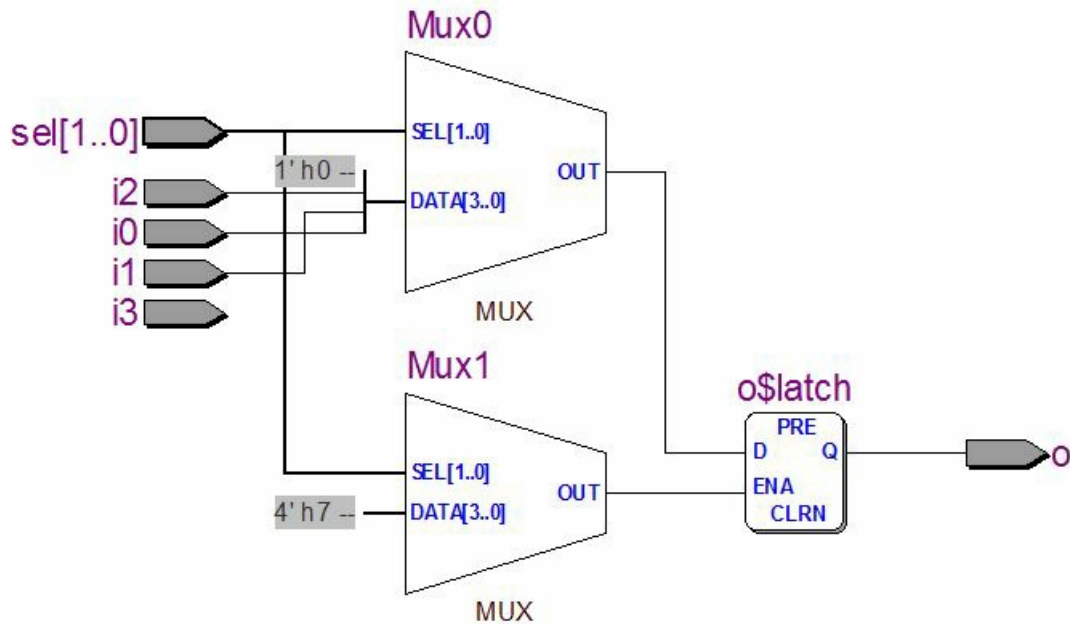 Mux0
sel[1..0]
SEL[1..0]
1' h0 --
OUT
i2
DATA[3..0]
i0
i1
i3
MUX
Mux1
o$latch
PRE
D Q
o
SEL[1..0]
ENA
OUT
4' h7 --
DATA[3..0]
CLRN
MUX